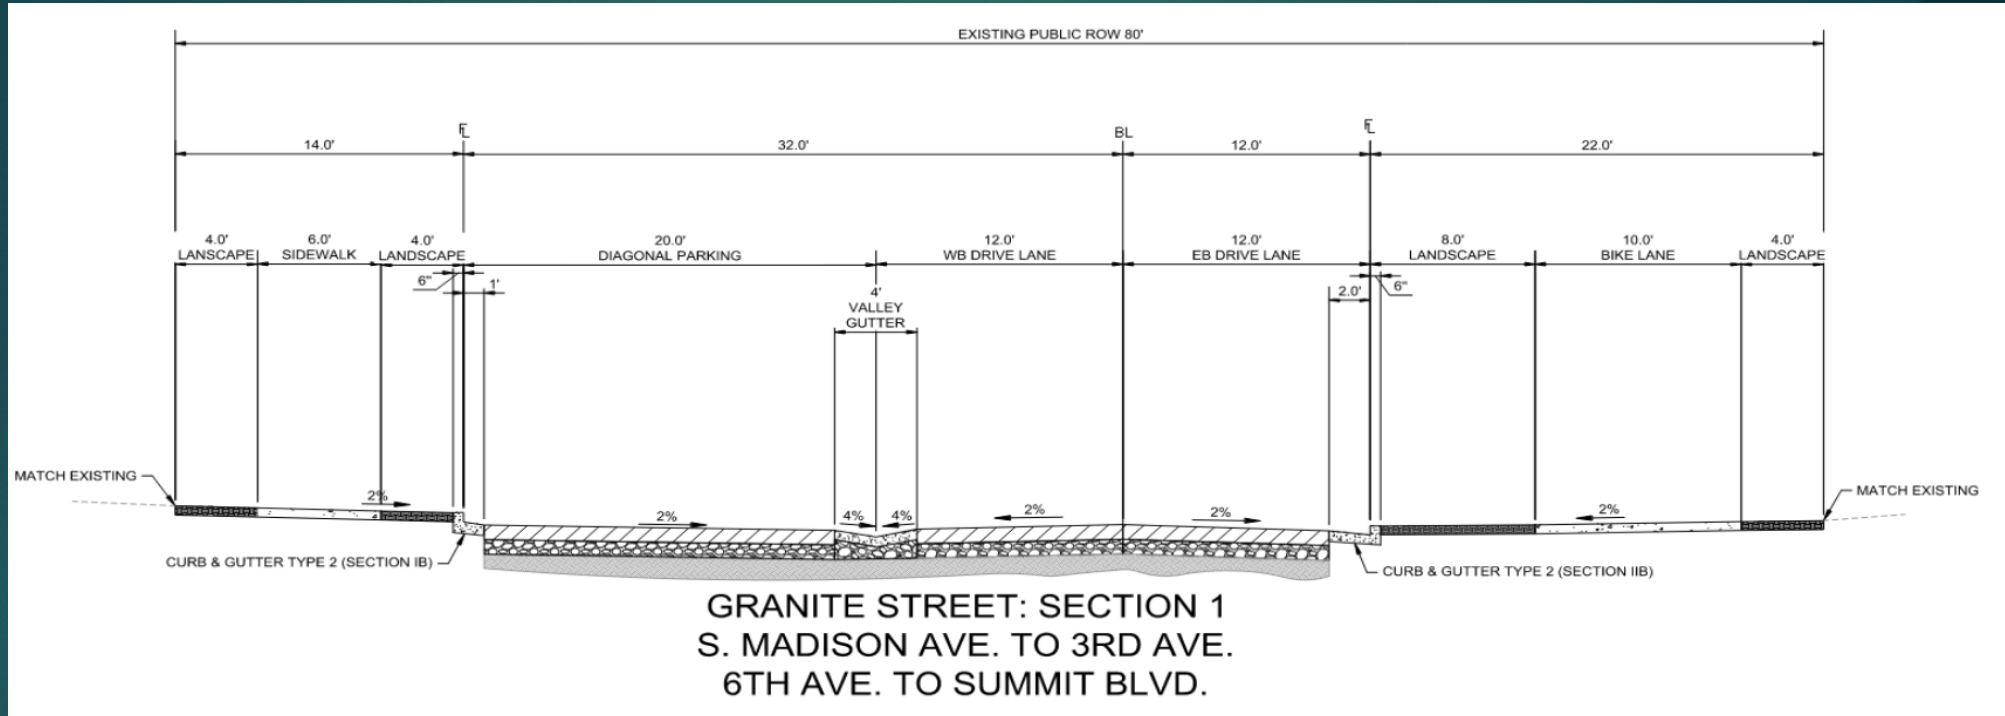 EXISTING PUBLIC ROW 80'
FL
BL
FL
14.0'
32.0'
12.0'
22.0'
4.0'
LANSCAPE
6.0'
SIDEWALK
4.0'
LANDSCAPE
20.0'
DIAGONAL PARKING
12.0'
WB DRIVE LANE
12.0'
EB DRIVE LANE
8.0'
LANDSCAPE
10.0'
BIKE LANE
4.0'
LANDSCAPE
6"
1'
4'
VALLEY
GUTTER
2.0'
6"
MATCH EXISTING
2%
2%
4%
4%
2%
2%
2%
MATCH EXISTING
CURB & GUTTER TYPE 2 (SECTION IB)
CURB & GUTTER TYPE 2 (SECTION IIB)
GRANITE STREET: SECTION 1
S. MADISON AVE. TO 3RD AVE.
6TH AVE. TO SUMMIT BLVD.